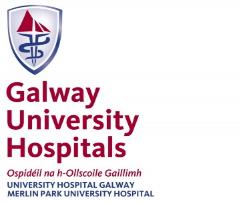 Galway
University
Hospitals
Ospidéil na h-Ollscoile Gaillimh
UNIVERSITY HOSPITAL GALWAY
MERLIN PARK UNIVERSITY HOSPITAL